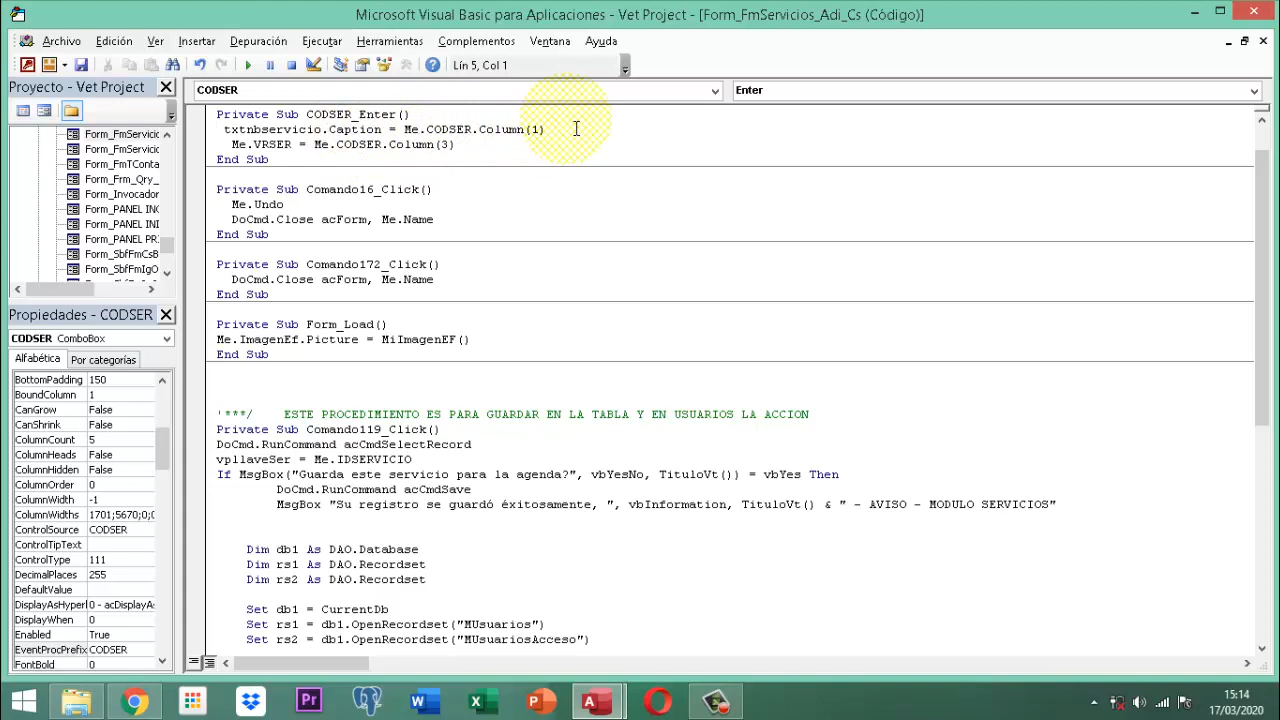 Microsoft Visual Basic para Aplicaciones - Vet Project - [Form_FmServicios_Adi_Cs (Código)]
Archivo Edición Ver Insertar Depuración Ejecutar Herramientas Complementos Ventana Ayuda
Lín 5, Col 1
Proyecto - Vet Project
Form_FmServicio
Form_FmServicio
Form_FmTConta
Form_Frm_Qry_
Form_Invocador
Form_PANEL INC
Form_PANEL INI
Form_PANEL PR
Form_SbfFmCsB
Form_SbfFmIgO
Propiedades - CODSER
CODSER ComboBox
Alfabética Por categorías
BottomPadding 150
BoundColumn 1
CanGrow False
CanShrink False
ColumnCount 5
ColumnHeads False
ColumnHidden False
ColumnOrder 0
ColumnWidth -1
ColumnWidths 1701;5670;0;0
ControlSource CODSER
ControlTipText
ControlType 111
DecimalPlaces 255
DefaultValue
DisplayAsHyperl 0 - acDisplayAs
DisplayWhen 0
Enabled True
EventProcPrefix CODSER
FontBold 0
CODSER Enter
Private Sub CODSER_Enter()
txtnbservicio.Caption = Me.CODSER.Column(1)
Me.VRSER = Me.CODSER.Column(3)
End Sub
Private Sub Comando16_Click()
Me.Undo
DoCmd.Close acForm, Me.Name
End Sub
Private Sub Comando172_Click()
DoCmd.Close acForm, Me.Name
End Sub
Private Sub Form_Load()
Me.ImagenEf.Picture = MiImagenEF()
End Sub
'***/ ESTE PROCEDIMIENTO ES PARA GUARDAR EN LA TABLA Y EN USUARIOS LA ACCION
Private Sub Comando119_Click()
DoCmd.RunCommand acCmdSelectRecord
vpllaveSer = Me.IDSERVICIO
If MsgBox("Guarda este servicio para la agenda?", vbYesNo, TituloVt()) = vbYes Then
DoCmd.RunCommand acCmdSave
MsgBox "Su registro se guardó éxitosamente, ", vbInformation, TituloVt() & " - AVISO - MODULO SERVICIOS"
Dim db1 As DAO.Database
Dim rs1 As DAO.Recordset
Dim rs2 As DAO.Recordset
Set db1 = CurrentDb
Set rs1 = db1.OpenRecordset("MUsuarios")
Set rs2 = db1.OpenRecordset("MUsuariosAcceso")
15:14
17/03/2020